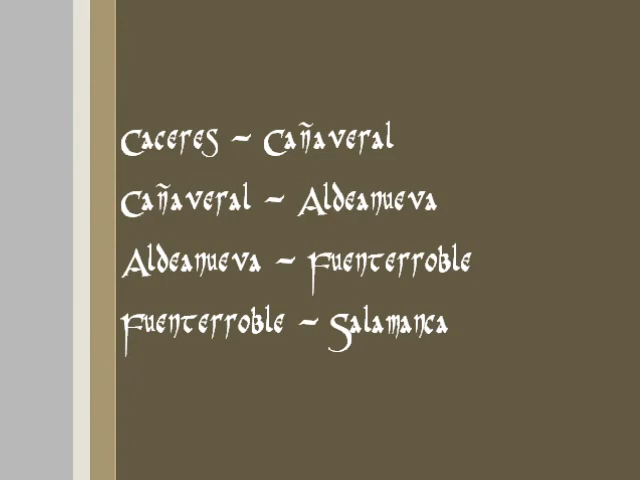 Caceres - Cañaveral
Cañaveral - Aldeanueva
Aldeanueva - Fuenterroble
Fuenterroble - Salamanca